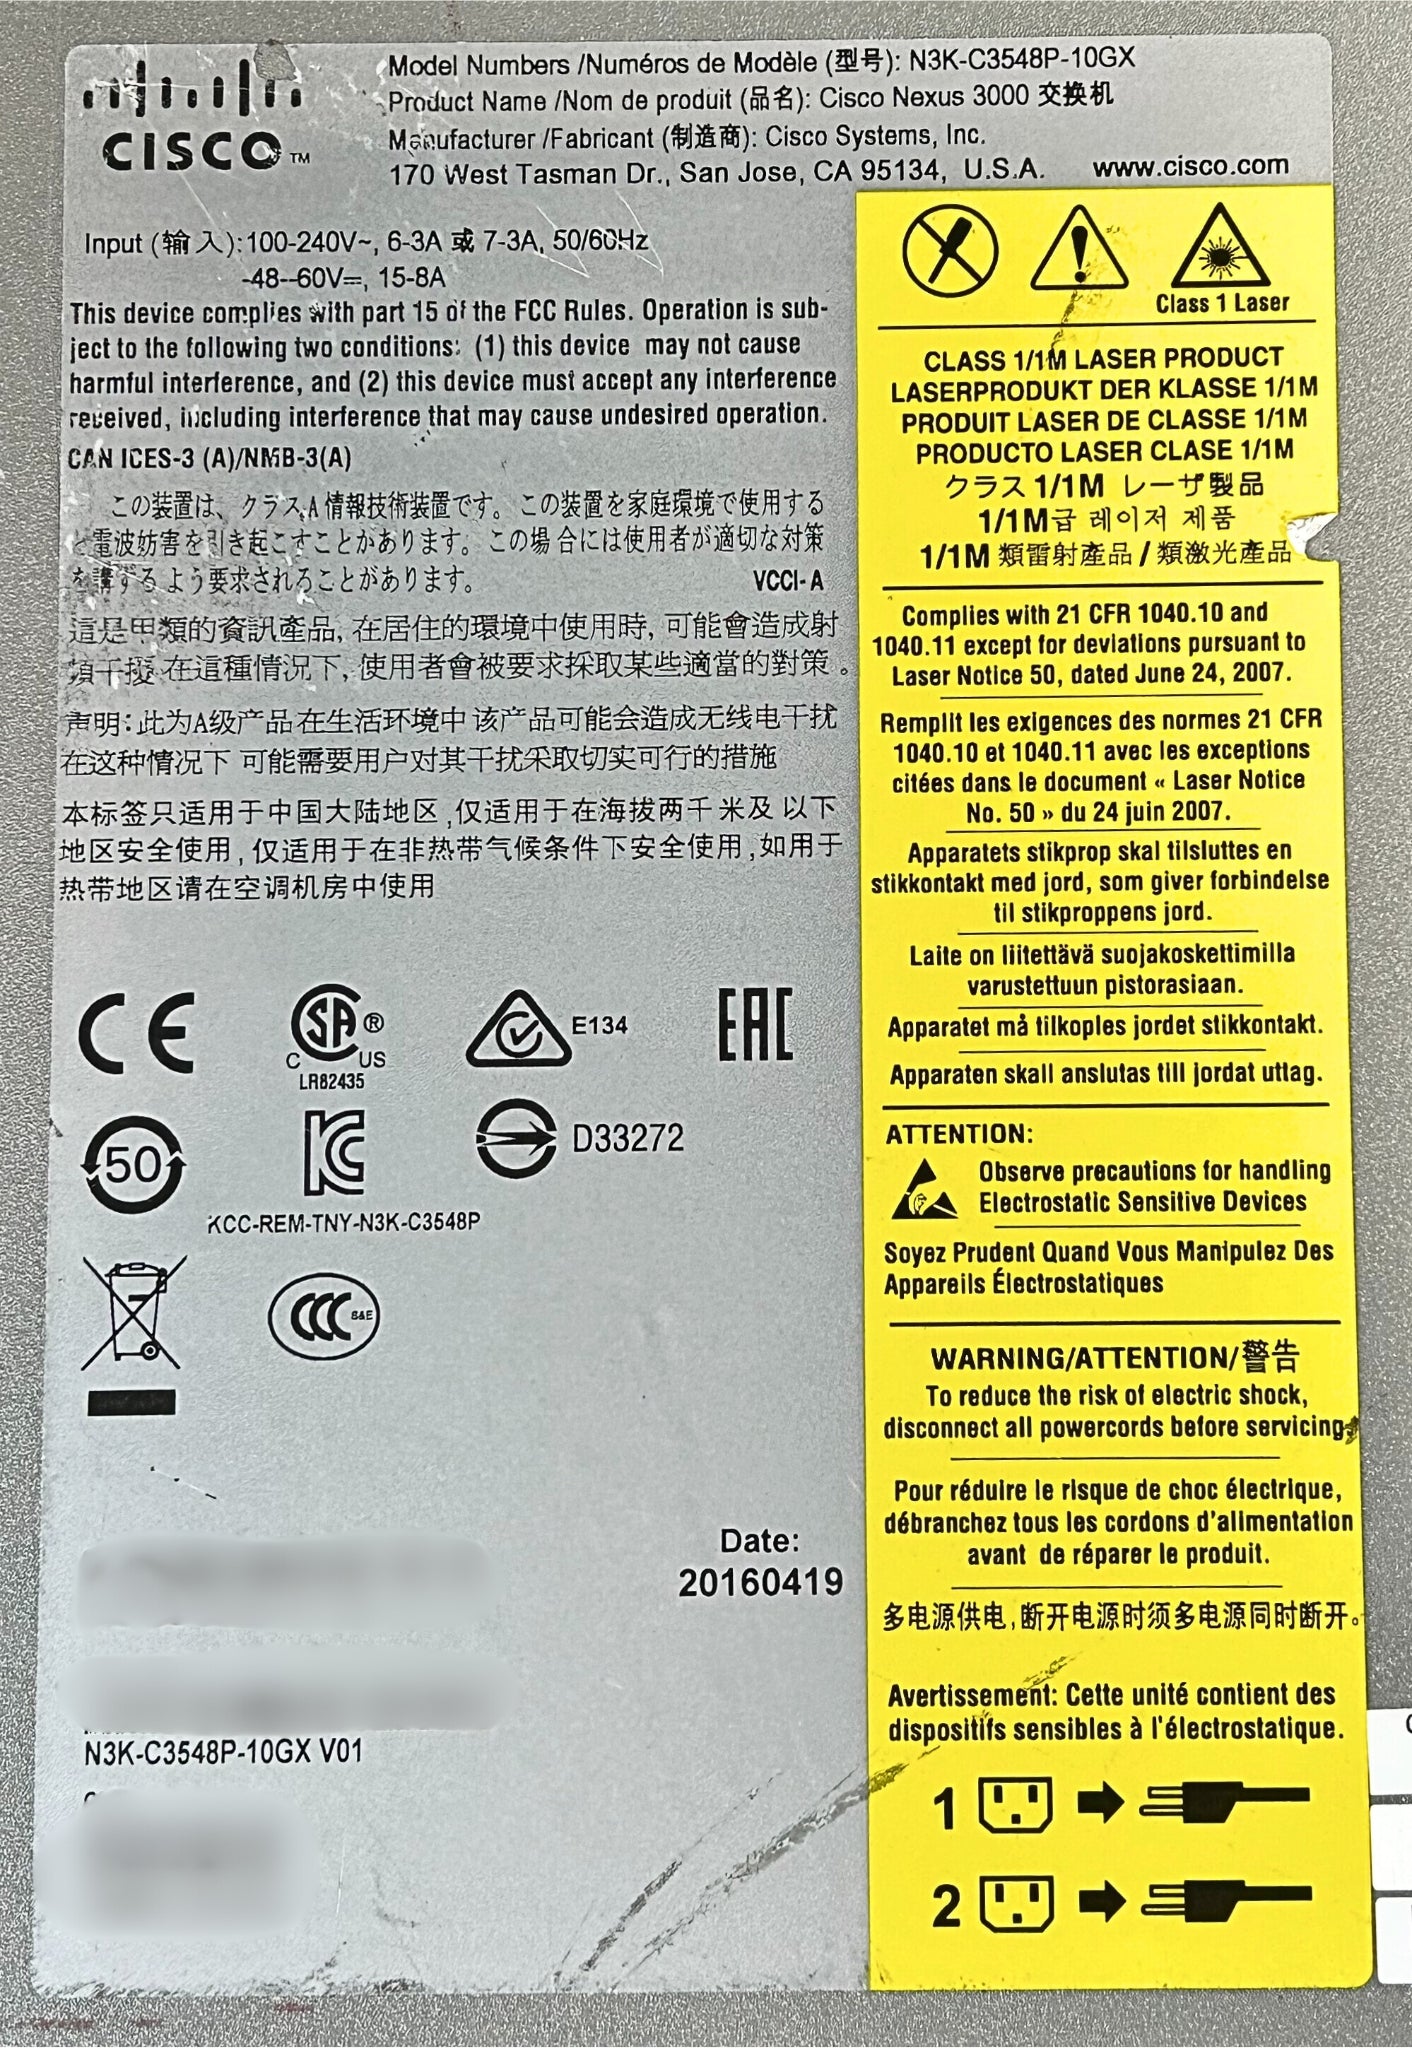 CISCO™
Model Numbers /Numéros de Modèle (型号): N3K-C3548P-10GX
Product Name /Nom de produit (品名): Cisco Nexus 3000 交换机
Manufacturer /Fabricant (制造商): Cisco Systems, Inc.
170 West Tasman Dr., San Jose, CA 95134, U.S.A. www.cisco.com
Input (输入):100-240V~, 6-3A 或 7-3A, 50/60Hz
-48--60V⎓, 15-8A
This device complies with part 15 of the FCC Rules. Operation is sub-
ject to the following two conditions: (1) this device may not cause
harmful interference, and (2) this device must accept any interference
received, including interference that may cause undesired operation.
CAN ICES-3 (A)/NMB-3(A)
この装置は、クラスA情報技術装置です。この装置を家庭環境で使用する
と電波妨害を引き起こすことがあります。この場合には使用者が適切な対策
を講ずるよう要求されることがあります。 VCCI-A
這是甲類的資訊產品, 在居住的環境中使用時, 可能會造成射
頻干擾 在這種情況下, 使用者會被要求採取某些適當的對策。
声明: 此为A级产品 在生活环境中 该产品可能会造成无线电干扰
在这种情况下 可能需要用户对其干扰采取切实可行的措施
本标签只适用于中国大陆地区,仅适用于在海拔两千米及以下
地区安全使用,仅适用于在非热带气候条件下安全使用,如用于
热带地区请在空调机房中使用
CE
SA ®
C US
LR82435
E134
EAC
50
KC
D33272
KCC-REM-TNY-N3K-C3548P
CCC S&E
Date:
20160419
N3K-C3548P-10GX V01
Class 1 Laser
CLASS 1/1M LASER PRODUCT
LASERPRODUKT DER KLASSE 1/1M
PRODUIT LASER DE CLASSE 1/1M
PRODUCTO LASER CLASE 1/1M
クラス 1/1M レーザ製品
1/1M급 레이저 제품
1/1M 類雷射產品 / 類激光產品
Complies with 21 CFR 1040.10 and
1040.11 except for deviations pursuant to
Laser Notice 50, dated June 24, 2007.
Remplit les exigences des normes 21 CFR
1040.10 et 1040.11 avec les exceptions
citées dans le document « Laser Notice
No. 50 » du 24 juin 2007.
Apparatets stikprop skal tilsluttes en
stikkontakt med jord, som giver forbindelse
til stikproppens jord.
Laite on liitettävä suojakoskettimilla
varustettuun pistorasiaan.
Apparatet må tilkoples jordet stikkontakt.
Apparaten skall anslutas till jordat uttag.
ATTENTION:
Observe precautions for handling
Electrostatic Sensitive Devices
Soyez Prudent Quand Vous Manipulez Des
Appareils Électrostatiques
WARNING/ATTENTION/警告
To reduce the risk of electric shock,
disconnect all powercords before servicing.
Pour réduire le risque de choc électrique,
débranchez tous les cordons d'alimentation
avant de réparer le produit.
多电源供电,断开电源时须多电源同时断开。
Avertissement: Cette unité contient des
dispositifs sensibles à l'électrostatique.
1
2